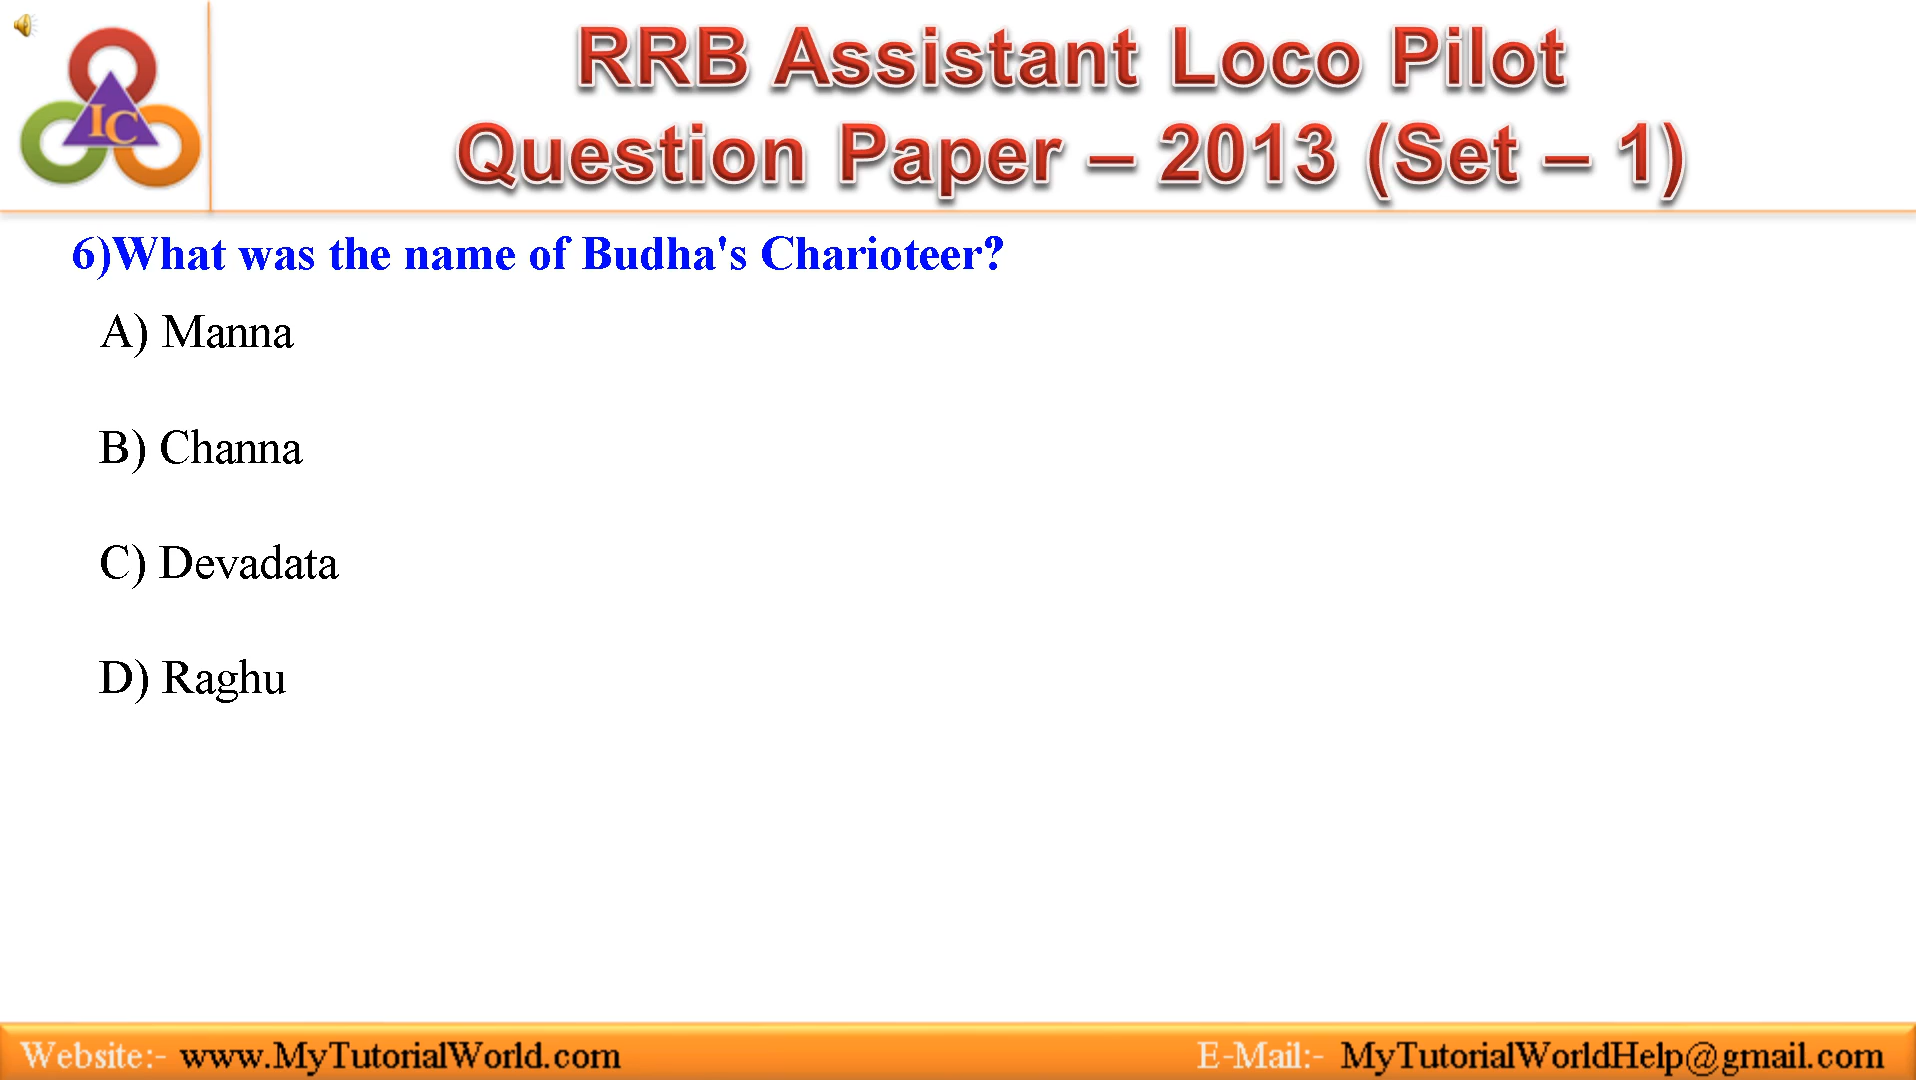 IC
RRB Assistant Loco Pilot
Question Paper – 2013 (Set – 1)
6)What was the name of Budha's Charioteer?
A) Manna
B) Channa
C) Devadata
D) Raghu
Website:- www.MyTutorialWorld.com E-Mail:- MyTutorialWorldHelp@gmail.com